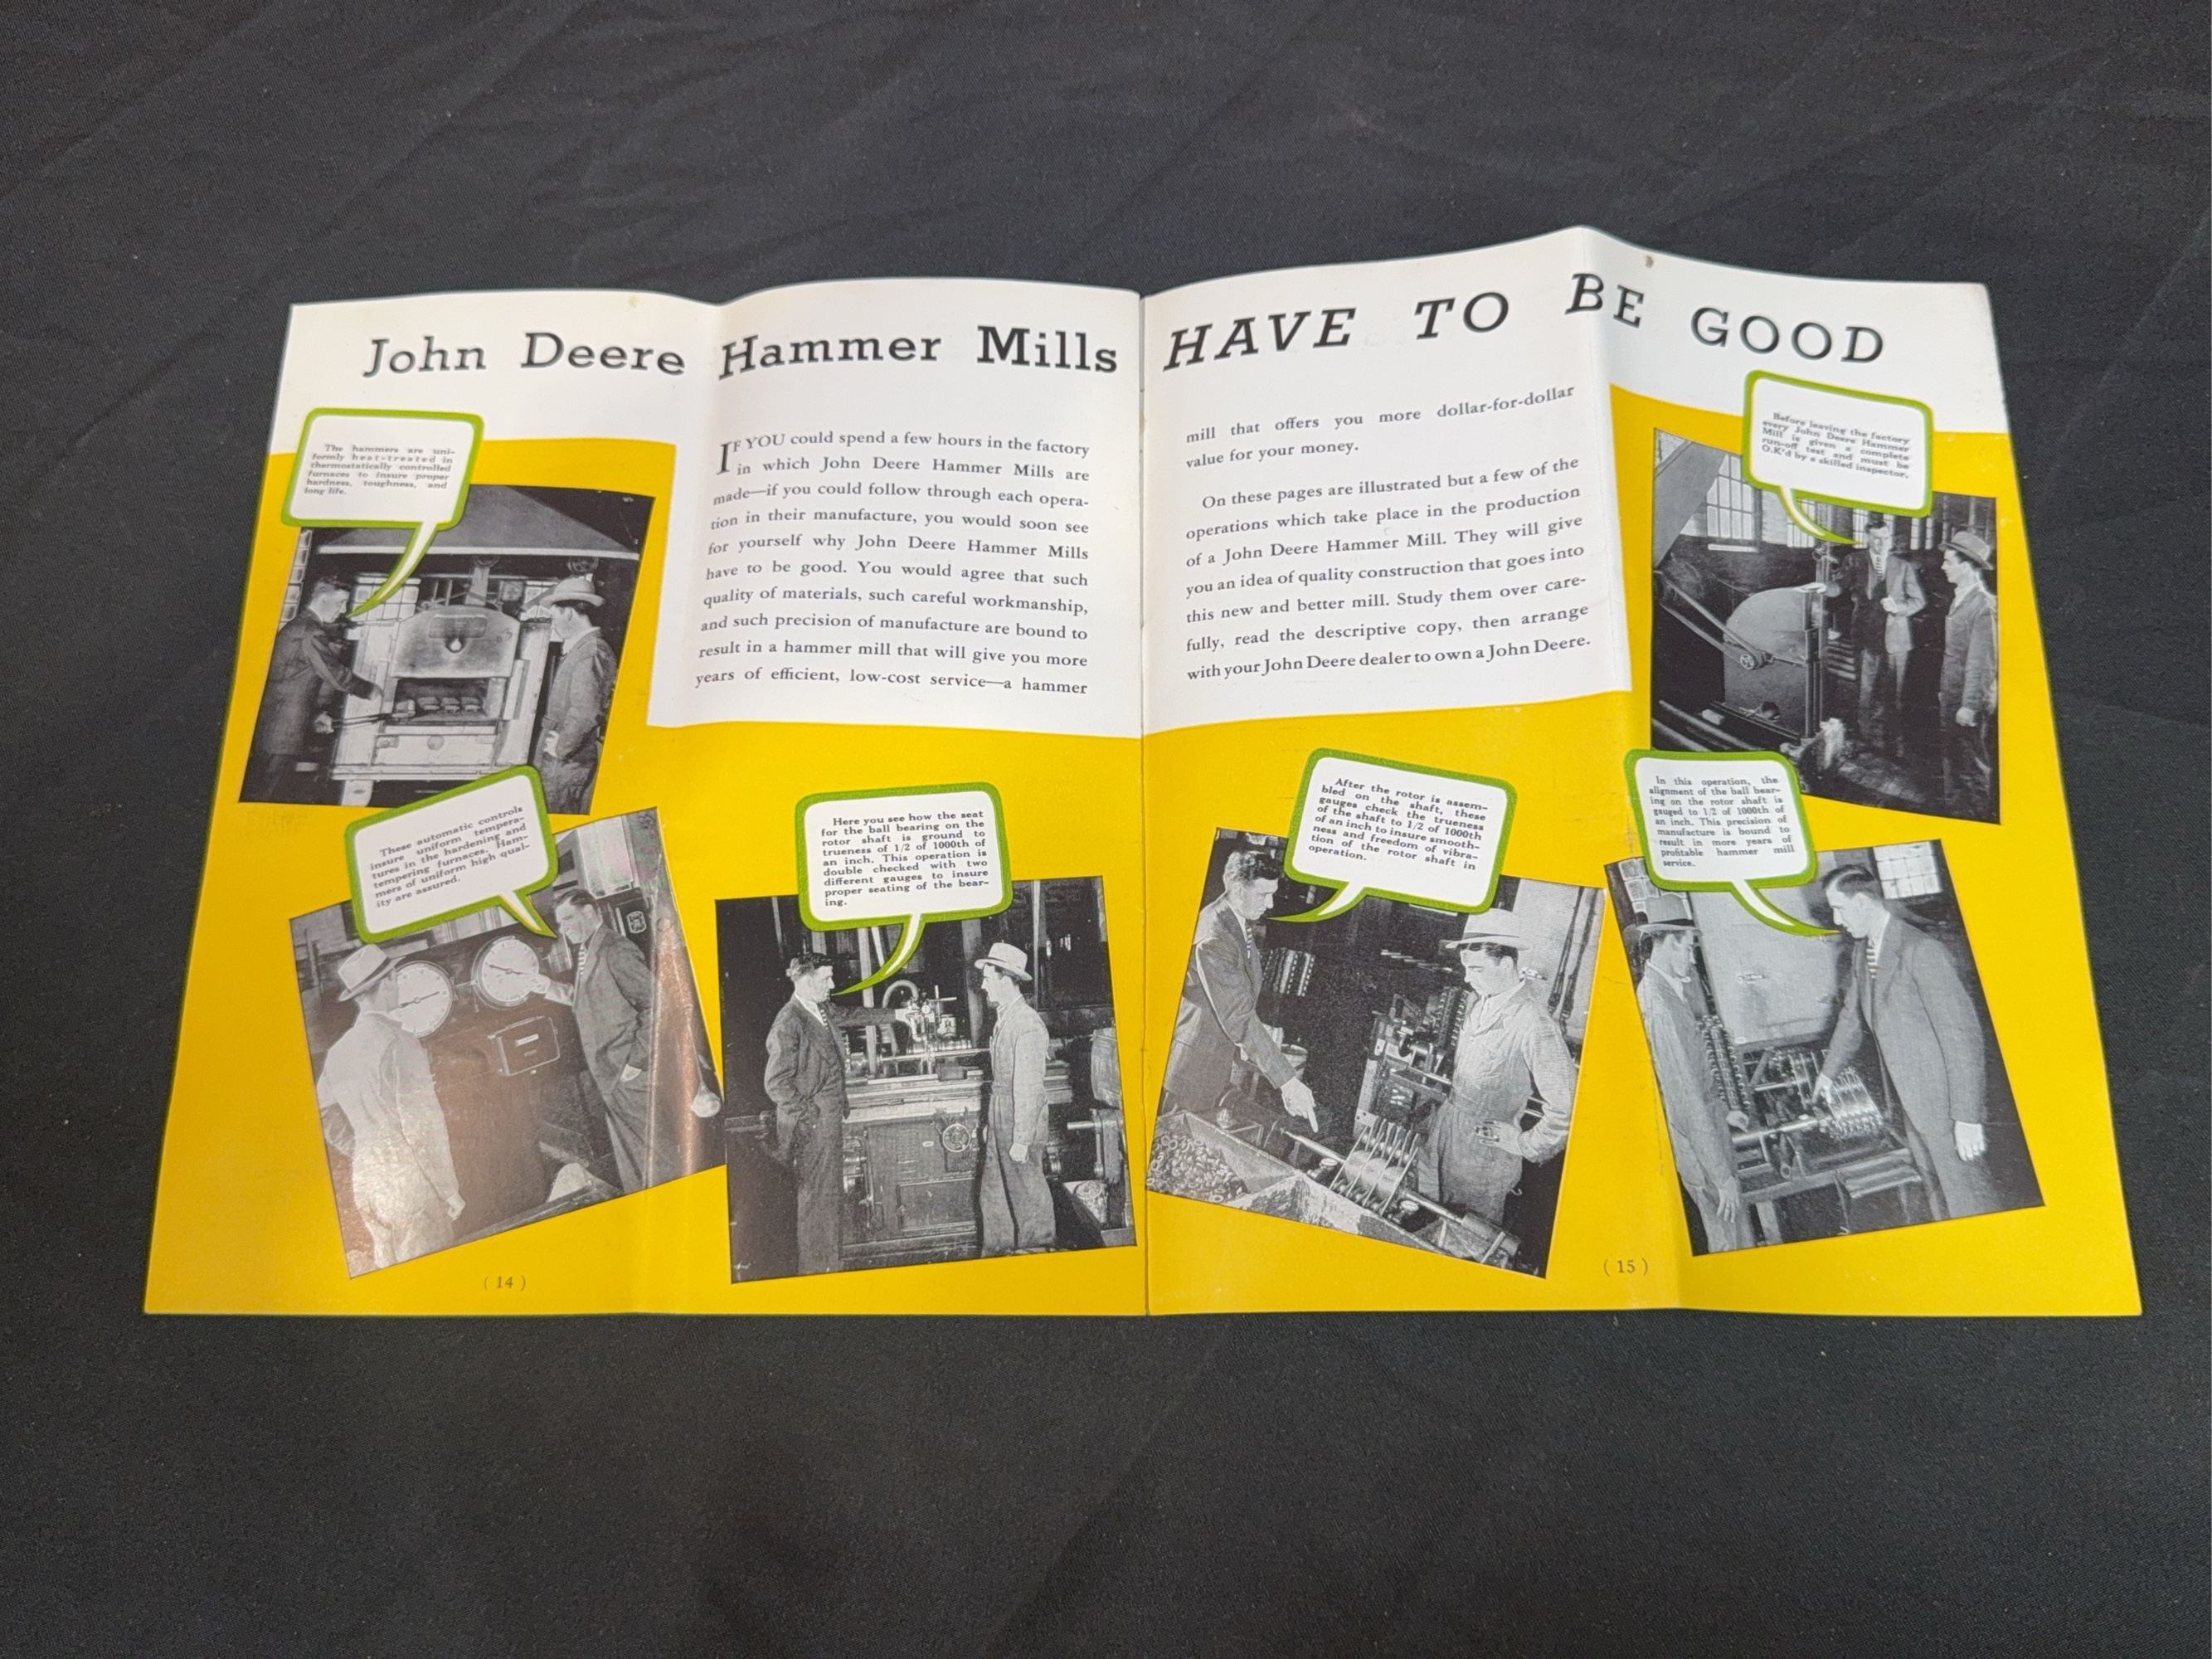 John Deere Hammer Mills HAVE TO BE GOOD
The hammers are uni-
formly heat-treated in
thermostatically controlled
furnaces to insure proper
hardness, toughness, and
long life.
IF YOU could spend a few hours in the factory
in which John Deere Hammer Mills are
made—if you could follow through each opera-
tion in their manufacture, you would soon see
for yourself why John Deere Hammer Mills
have to be good. You would agree that such
quality of materials, such careful workmanship,
and such precision of manufacture are bound to
result in a hammer mill that will give you more
years of efficient, low-cost service—a hammer
These automatic controls
insure uniform tempera-
tures in the hardening and
tempering furnaces. Ham-
mers of uniform high qual-
ity are assured.
Here you see how the seat
for the ball bearing on the
rotor shaft is ground to
trueness of 1/2 of 1000th of
an inch. This operation is
double checked with two
different gauges to insure
proper seating of the bear-
ing.
( 14 )
mill that offers you more dollar-for-dollar
value for your money.
On these pages are illustrated but a few of the
operations which take place in the production
of a John Deere Hammer Mill. They will give
you an idea of quality construction that goes into
this new and better mill. Study them over care-
fully, read the descriptive copy, then arrange
with your John Deere dealer to own a John Deere.
Before leaving the factory
every John Deere Hammer
Mill is given a complete
run-off test and must be
O.K'd by a skilled inspector.
After the rotor is assem-
bled on the shaft, these
gauges check the trueness
of the shaft to 1/2 of 1000th
of an inch to insure smooth-
ness and freedom of vibra-
tion of the rotor shaft in
operation.
In this operation, the
alignment of the ball bear-
ing on the rotor shaft is
gauged to 1/2 of 1000th of
an inch. This precision of
manufacture is bound to
result in more years of
profitable hammer mill
service.
( 15 )